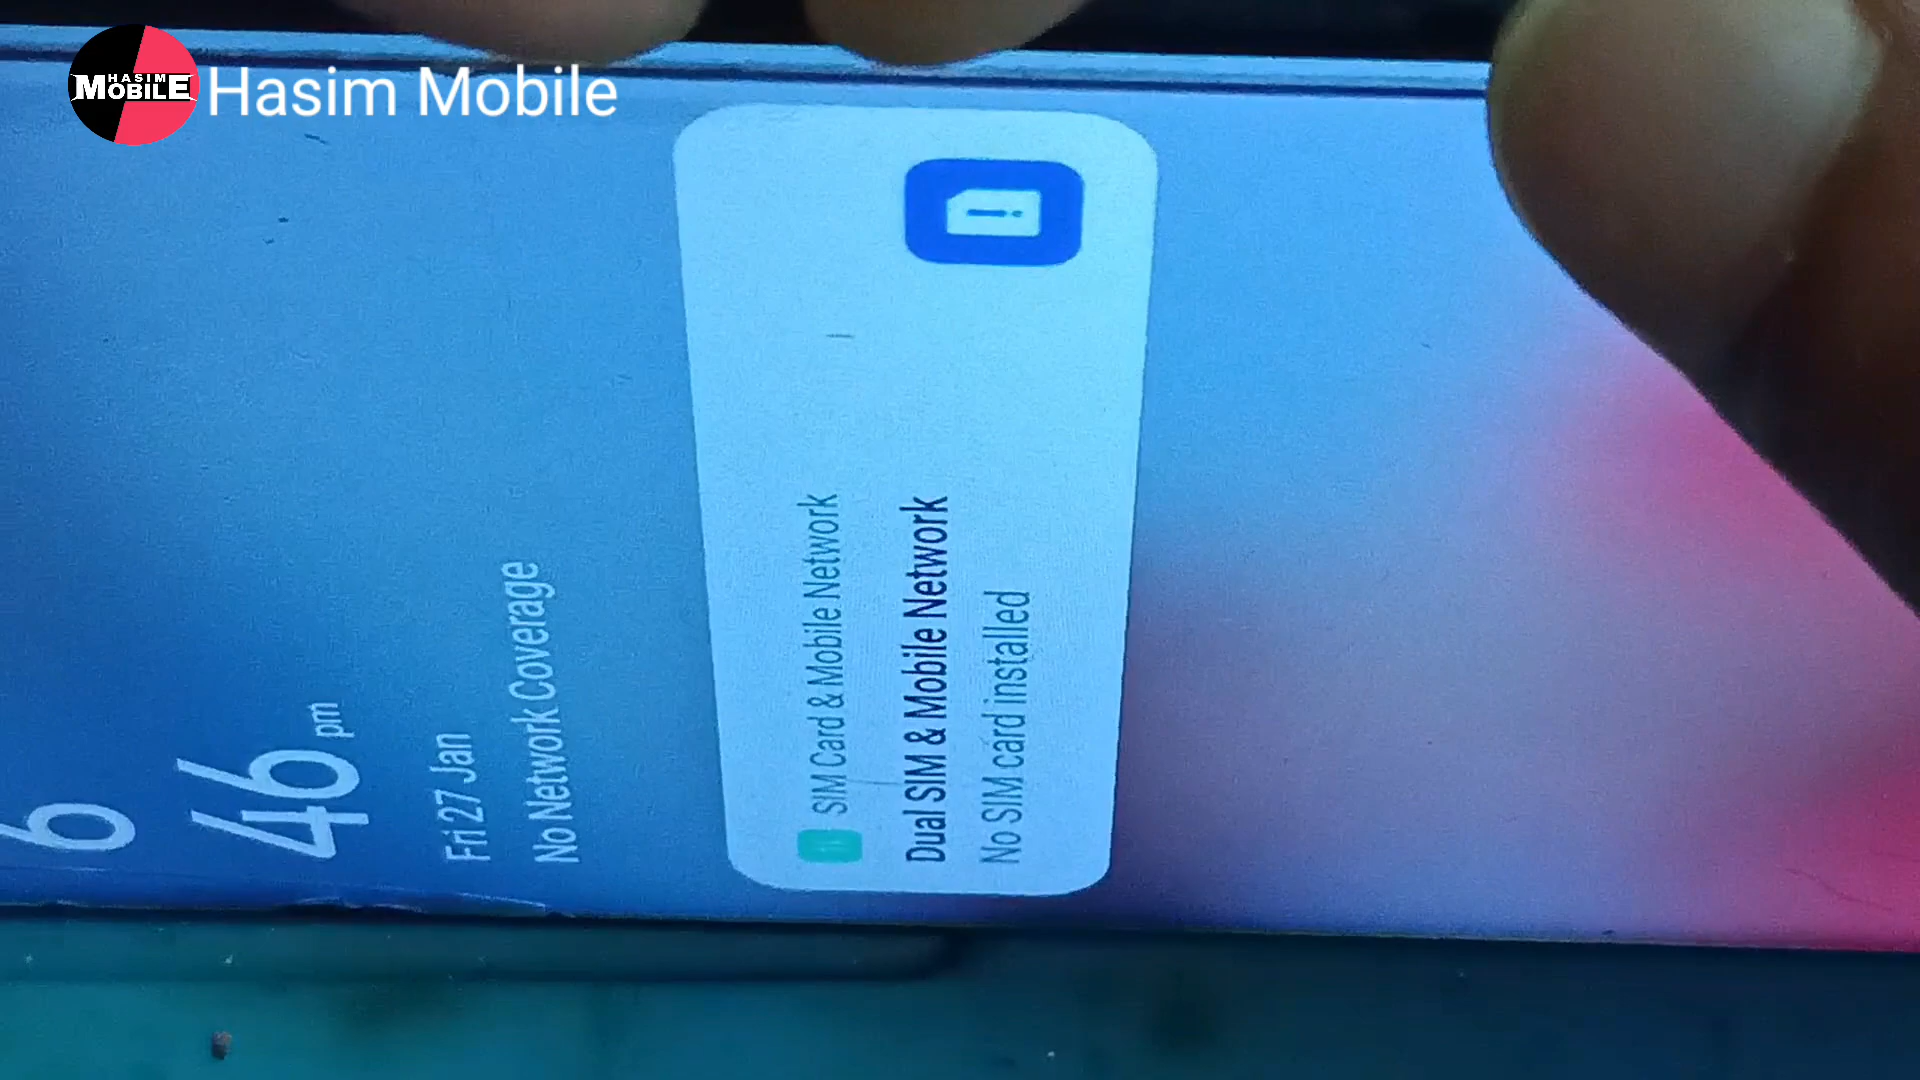 HASIM
MOBILE
Hasim Mobile
6
46 pm
Fri 27 Jan
No Network Coverage
SIM Card & Mobile Network
Dual SIM & Mobile Network
No SIM card installed